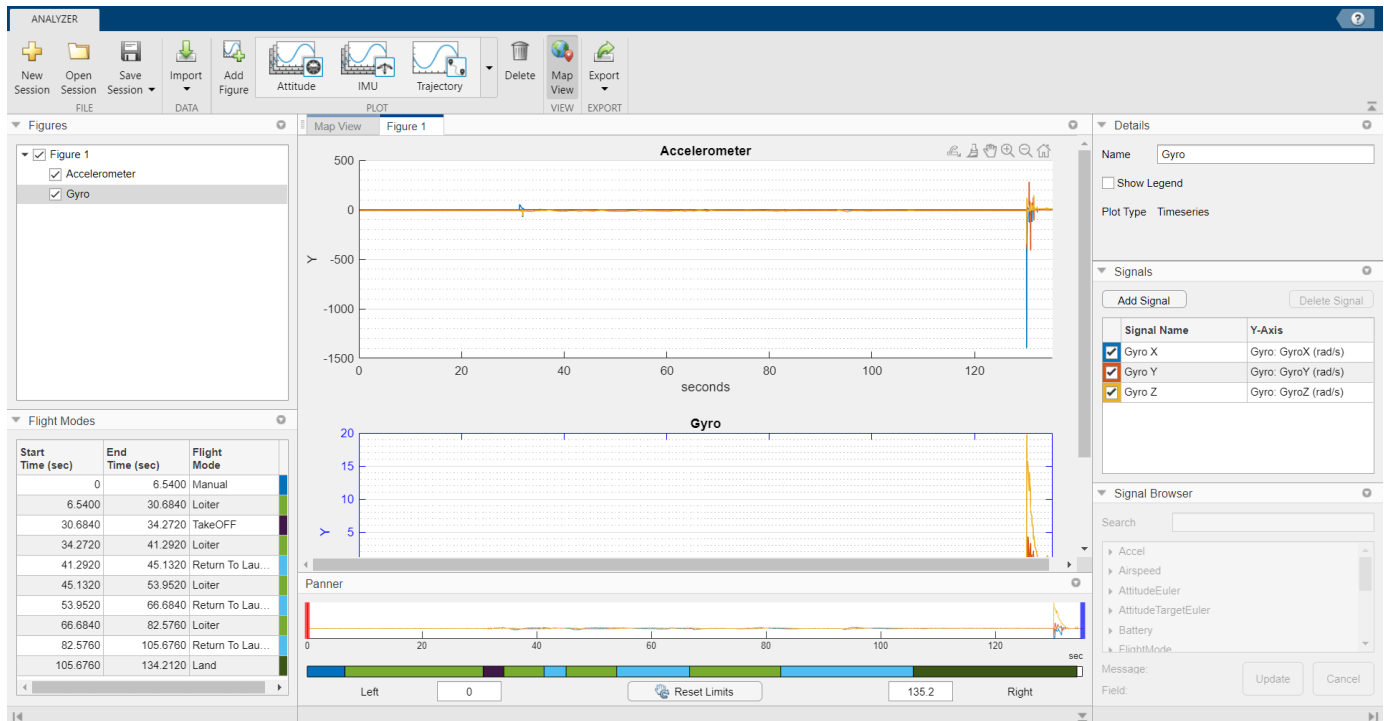 ANALYZER
?
New Session
Open Session
Save Session
Import
Add Figure
Attitude
IMU
Trajectory
Delete
Map View
Export
FILE
DATA
PLOT
VIEW
EXPORT
Figures
Figure 1
Accelerometer
Gyro
Flight Modes
Start Time (sec) End Time (sec) Flight Mode
0 6.5400 Manual
6.5400 30.6840 Loiter
30.6840 34.2720 TakeOFF
34.2720 41.2920 Loiter
41.2920 45.1320 Return To Lau...
45.1320 53.9520 Loiter
53.9520 66.6840 Return To Lau...
66.6840 82.5760 Loiter
82.5760 105.6760 Return To Lau...
105.6760 134.2120 Land
Map View Figure 1
Accelerometer
500
0
-500
-1000
-1500
Y
0 20 40 60 80 100 120
seconds
Gyro
20
15
10
5
Y
Panner
0 20 40 60 80 100 120
sec
Left 0 Reset Limits 135.2 Right
Details
Name Gyro
Show Legend
Plot Type Timeseries
Signals
Add Signal Delete Signal
Signal Name Y-Axis
Gyro X Gyro: GyroX (rad/s)
Gyro Y Gyro: GyroY (rad/s)
Gyro Z Gyro: GyroZ (rad/s)
Signal Browser
Search
Accel
Airspeed
AttitudeEuler
AttitudeTargetEuler
Battery
FlightMode
Message:
Field:
Update Cancel